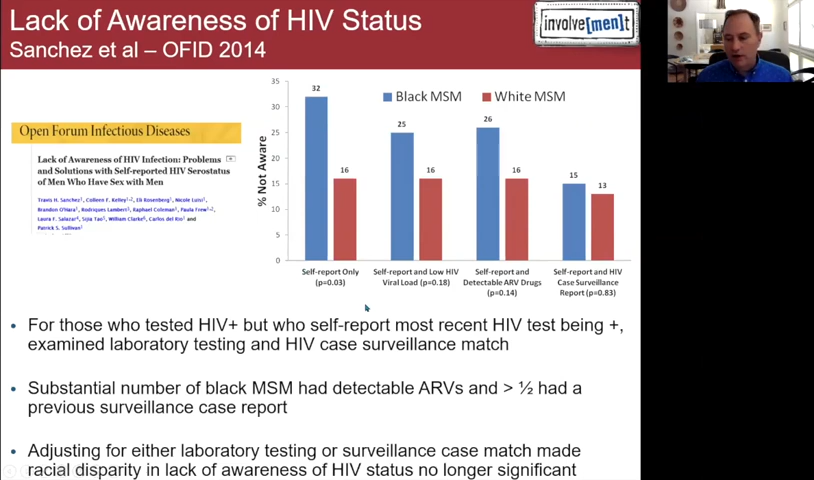 Lack of Awareness of HIV Status
Sanchez et al – OFID 2014
involve[men]t
Open Forum Infectious Diseases
Lack of Awareness of HIV Infection: Problems
and Solutions with Self-reported HIV Serostatus
of Men Who Have Sex with Men
Travis H. Sanchez1, Colleen F. Kelley1,2, Eli Rosenberg1, Nicole Luisi1,
Brandon O'Hara1, Rodriques Lambert1, Raphael Coleman1, Paula Frew1,2,
Laura F. Salazar4, Sijia Tao5, William Clarke6, Carlos del Rio and
Patrick S. Sullivan1
% Not Aware
35
30
25
20
15
10
5
0
Black MSM
White MSM
32
16
25
16
26
16
15
13
Self-report Only
(p=0.03)
Self-report and Low HIV
Viral Load (p=0.18)
Self-report and
Detectable ARV Drugs
(p=0.14)
Self-report and HIV
Case Surveillance
Report (p=0.83)
• For those who tested HIV+ but who self-report most recent HIV test being +,
examined laboratory testing and HIV case surveillance match
• Substantial number of black MSM had detectable ARVs and > ½ had a
previous surveillance case report
• Adjusting for either laboratory testing or surveillance case match made
racial disparity in lack of awareness of HIV status no longer significant